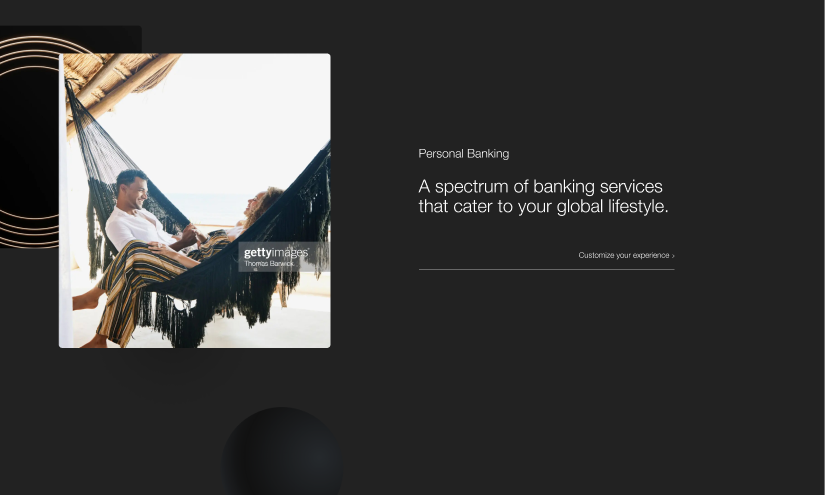 Personal Banking
A spectrum of banking services
that cater to your global lifestyle.
Customize your experience ›
gettyimages®
Thomas Barwick